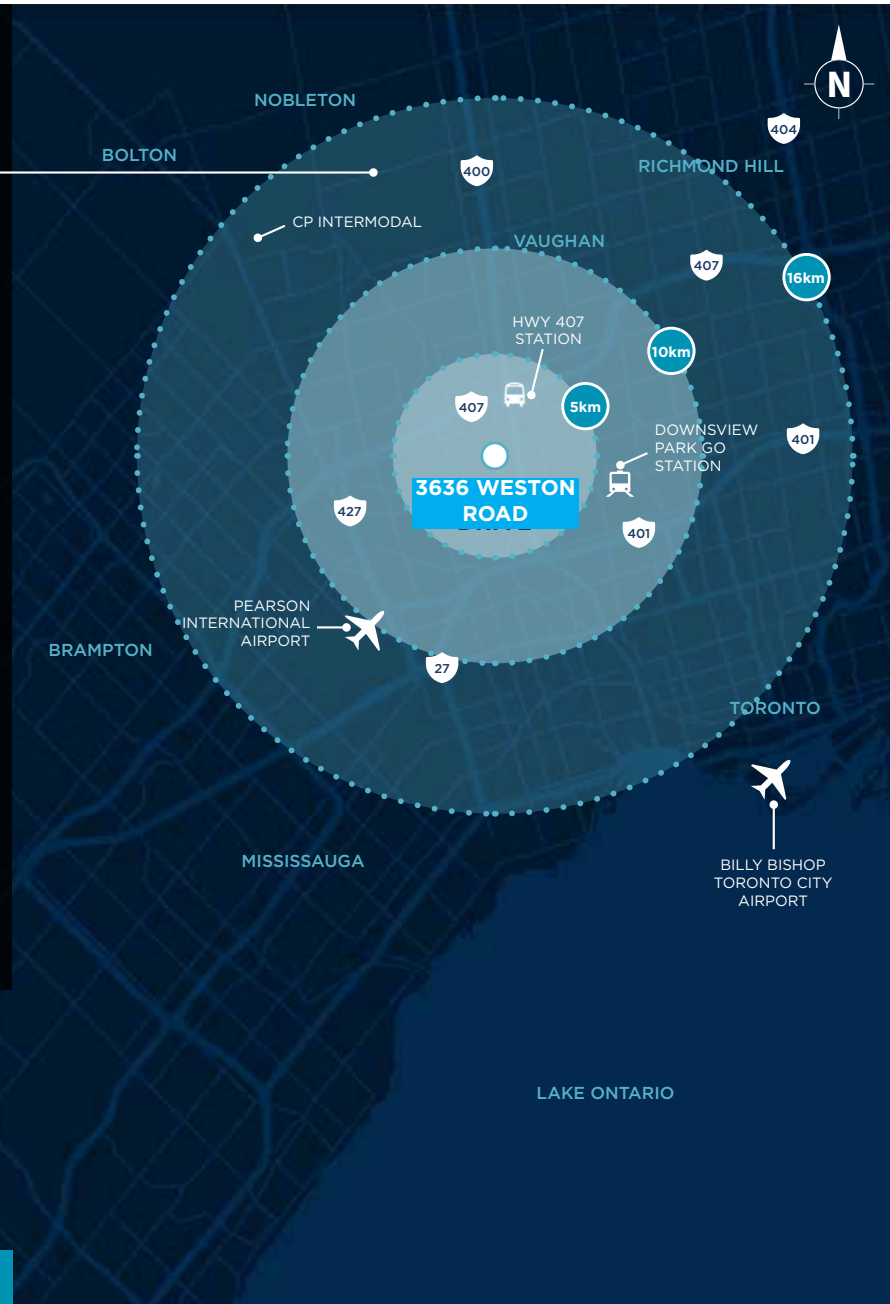 N
NOBLETON
404
BOLTON
RICHMOND HILL
400
CP INTERMODAL
VAUGHAN
407
16km
HWY 407
STATION
10km
407
5km
DOWNSVIEW
PARK GO
STATION
401
3636 WESTON
ROAD
427
401
PEARSON
INTERNATIONAL
AIRPORT
BRAMPTON
27
TORONTO
MISSISSAUGA
BILLY BISHOP
TORONTO CITY
AIRPORT
LAKE ONTARIO